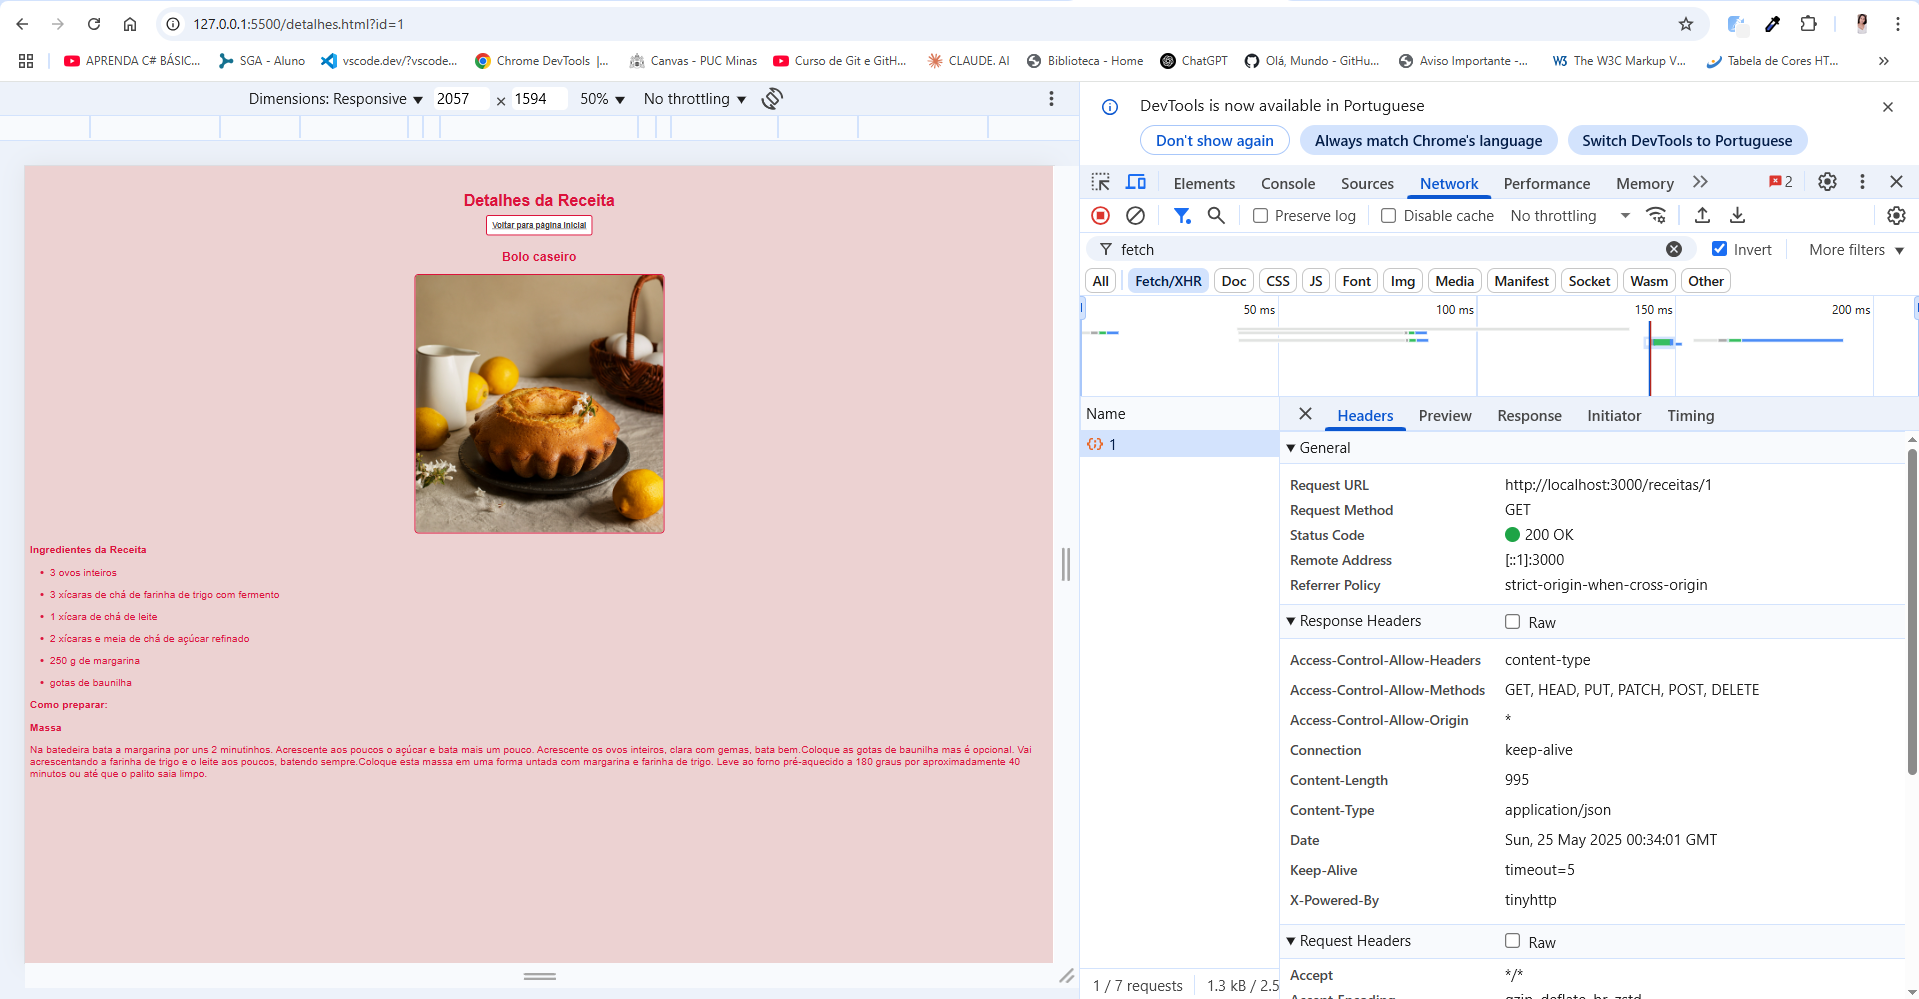 127.0.0.1:5500/detalhes.html?id=1
APRENDA C# BÁSIC... SGA - Aluno vscode.dev/?vscode... Chrome DevTools |... Canvas - PUC Minas Curso de Git e GitH... CLAUDE. AI Biblioteca - Home ChatGPT Olá, Mundo - GitHu... Aviso Importante -... W3 The W3C Markup V... Tabela de Cores HT... »
Dimensions: Responsive ▼ 2057 × 1594 50% ▼ No throttling ▼
Detalhes da Receita
Voltar para página inicial
Bolo caseiro
Ingredientes da Receita
• 3 ovos inteiros
• 3 xícaras de chá de farinha de trigo com fermento
• 1 xícara de chá de leite
• 2 xícaras e meia de chá de açúcar refinado
• 250 g de margarina
• gotas de baunilha
Como preparar:
Massa
Na batedeira bata a margarina por uns 2 minutinhos. Acrescente aos poucos o açúcar e bata mais um pouco. Acrescente os ovos inteiros, clara com gemas, bata bem.Coloque as gotas de baunilha mas é opcional. Vai
acrescentando a farinha de trigo e o leite aos poucos, batendo sempre.Coloque esta massa em uma forma untada com margarina e farinha de trigo. Leve ao forno pré-aquecido a 180 graus por aproximadamente 40
minutos ou até que o palito saia limpo.
DevTools is now available in Portuguese
Don't show again Always match Chrome's language Switch DevTools to Portuguese
Elements Console Sources Network Performance Memory » 2
Preserve log Disable cache No throttling
fetch Invert More filters ▼
All Fetch/XHR Doc CSS JS Font Img Media Manifest Socket Wasm Other
50 ms 100 ms 150 ms 200 ms
Name
1
1 / 7 requests 1.3 kB / 2.5
Headers Preview Response Initiator Timing
▼ General
Request URL http://localhost:3000/receitas/1
Request Method GET
Status Code 200 OK
Remote Address [::1]:3000
Referrer Policy strict-origin-when-cross-origin
▼ Response Headers Raw
Access-Control-Allow-Headers content-type
Access-Control-Allow-Methods GET, HEAD, PUT, PATCH, POST, DELETE
Access-Control-Allow-Origin *
Connection keep-alive
Content-Length 995
Content-Type application/json
Date Sun, 25 May 2025 00:34:01 GMT
Keep-Alive timeout=5
X-Powered-By tinyhttp
▼ Request Headers Raw
Accept */*
Accept-Encoding gzip, deflate, br, zstd